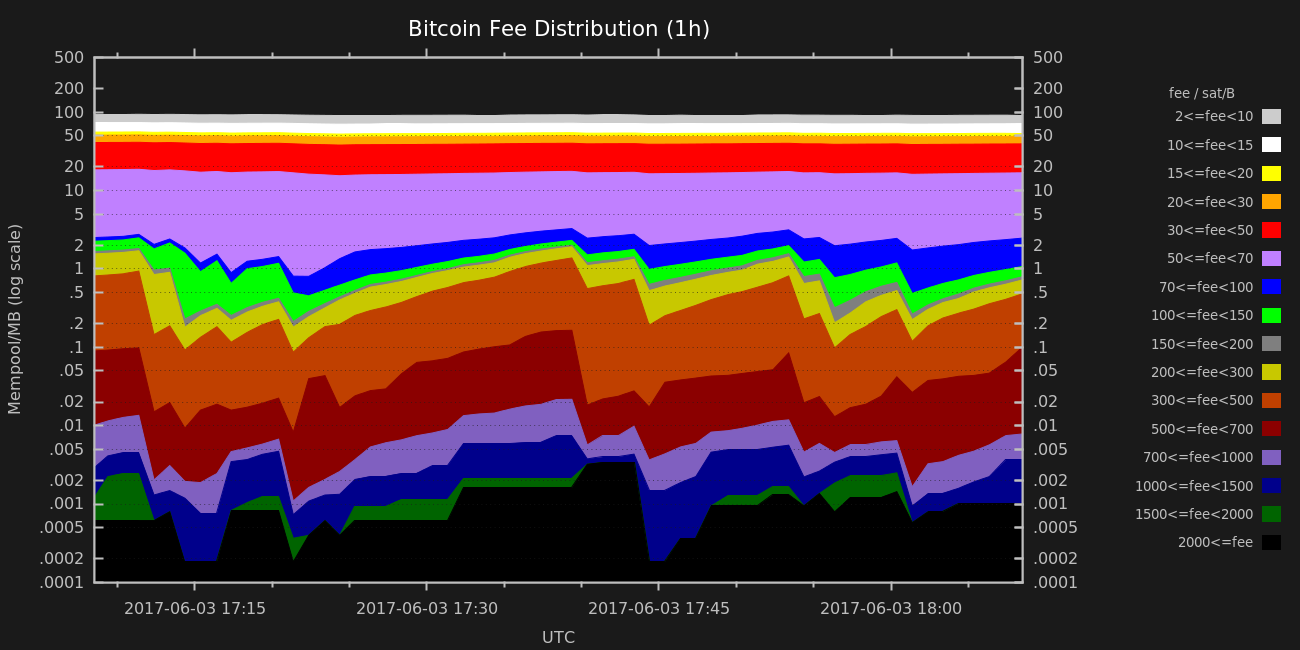 Bitcoin Fee Distribution (1h)
Mempool/MB (log scale)
500 500
200 200
100 100
50 50
20 20
10 10
5 5
2 2
1 1
.5 .5
.2 .2
.1 .1
.05 .05
.02 .02
.01 .01
.005 .005
.002 .002
.001 .001
.0005 .0005
.0002 .0002
.0001 .0001
2017-06-03 17:15 2017-06-03 17:30 2017-06-03 17:45 2017-06-03 18:00
UTC
fee / sat/B
2<=fee<10
10<=fee<15
15<=fee<20
20<=fee<30
30<=fee<50
50<=fee<70
70<=fee<100
100<=fee<150
150<=fee<200
200<=fee<300
300<=fee<500
500<=fee<700
700<=fee<1000
1000<=fee<1500
1500<=fee<2000
2000<=fee